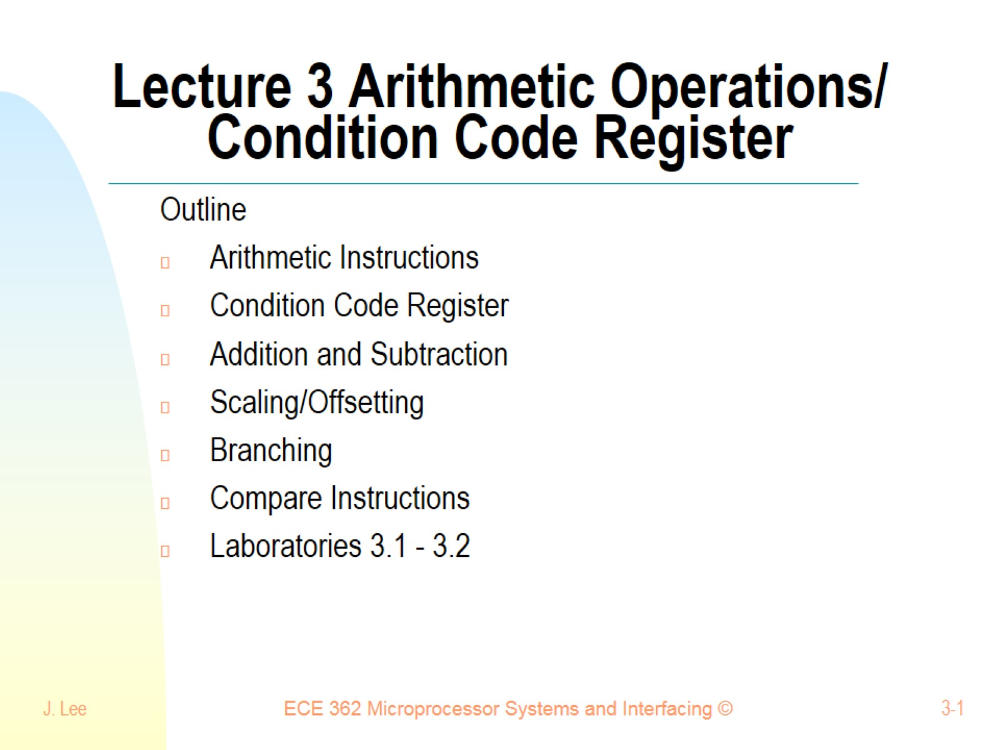 Lecture 3 Arithmetic Operations/
Condition Code Register
Outline
Arithmetic Instructions
Condition Code Register
Addition and Subtraction
Scaling/Offsetting
Branching
Compare Instructions
Laboratories 3.1 - 3.2
J. Lee
ECE 362 Microprocessor Systems and Interfacing ©
3-1